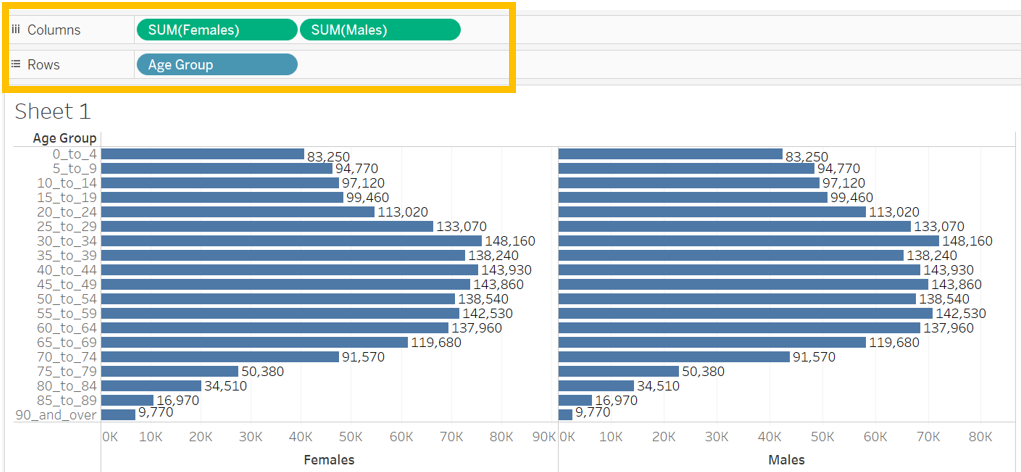 Columns SUM(Females) SUM(Males)
Rows Age Group
Sheet 1
Age Group
0_to_4 83,250 83,250
5_to_9 94,770 94,770
10_to_14 97,120 97,120
15_to_19 99,460 99,460
20_to_24 113,020 113,020
25_to_29 133,070 133,070
30_to_34 148,160 148,160
35_to_39 138,240 138,240
40_to_44 143,930 143,930
45_to_49 143,860 143,860
50_to_54 138,540 138,540
55_to_59 142,530 142,530
60_to_64 137,960 137,960
65_to_69 119,680 119,680
70_to_74 91,570 91,570
75_to_79 50,380 50,380
80_to_84 34,510 34,510
85_to_89 16,970 16,970
90_and_over 9,770 9,770
0K 10K 20K 30K 40K 50K 60K 70K 80K 90K 0K 10K 20K 30K 40K 50K 60K 70K 80K
Females Males